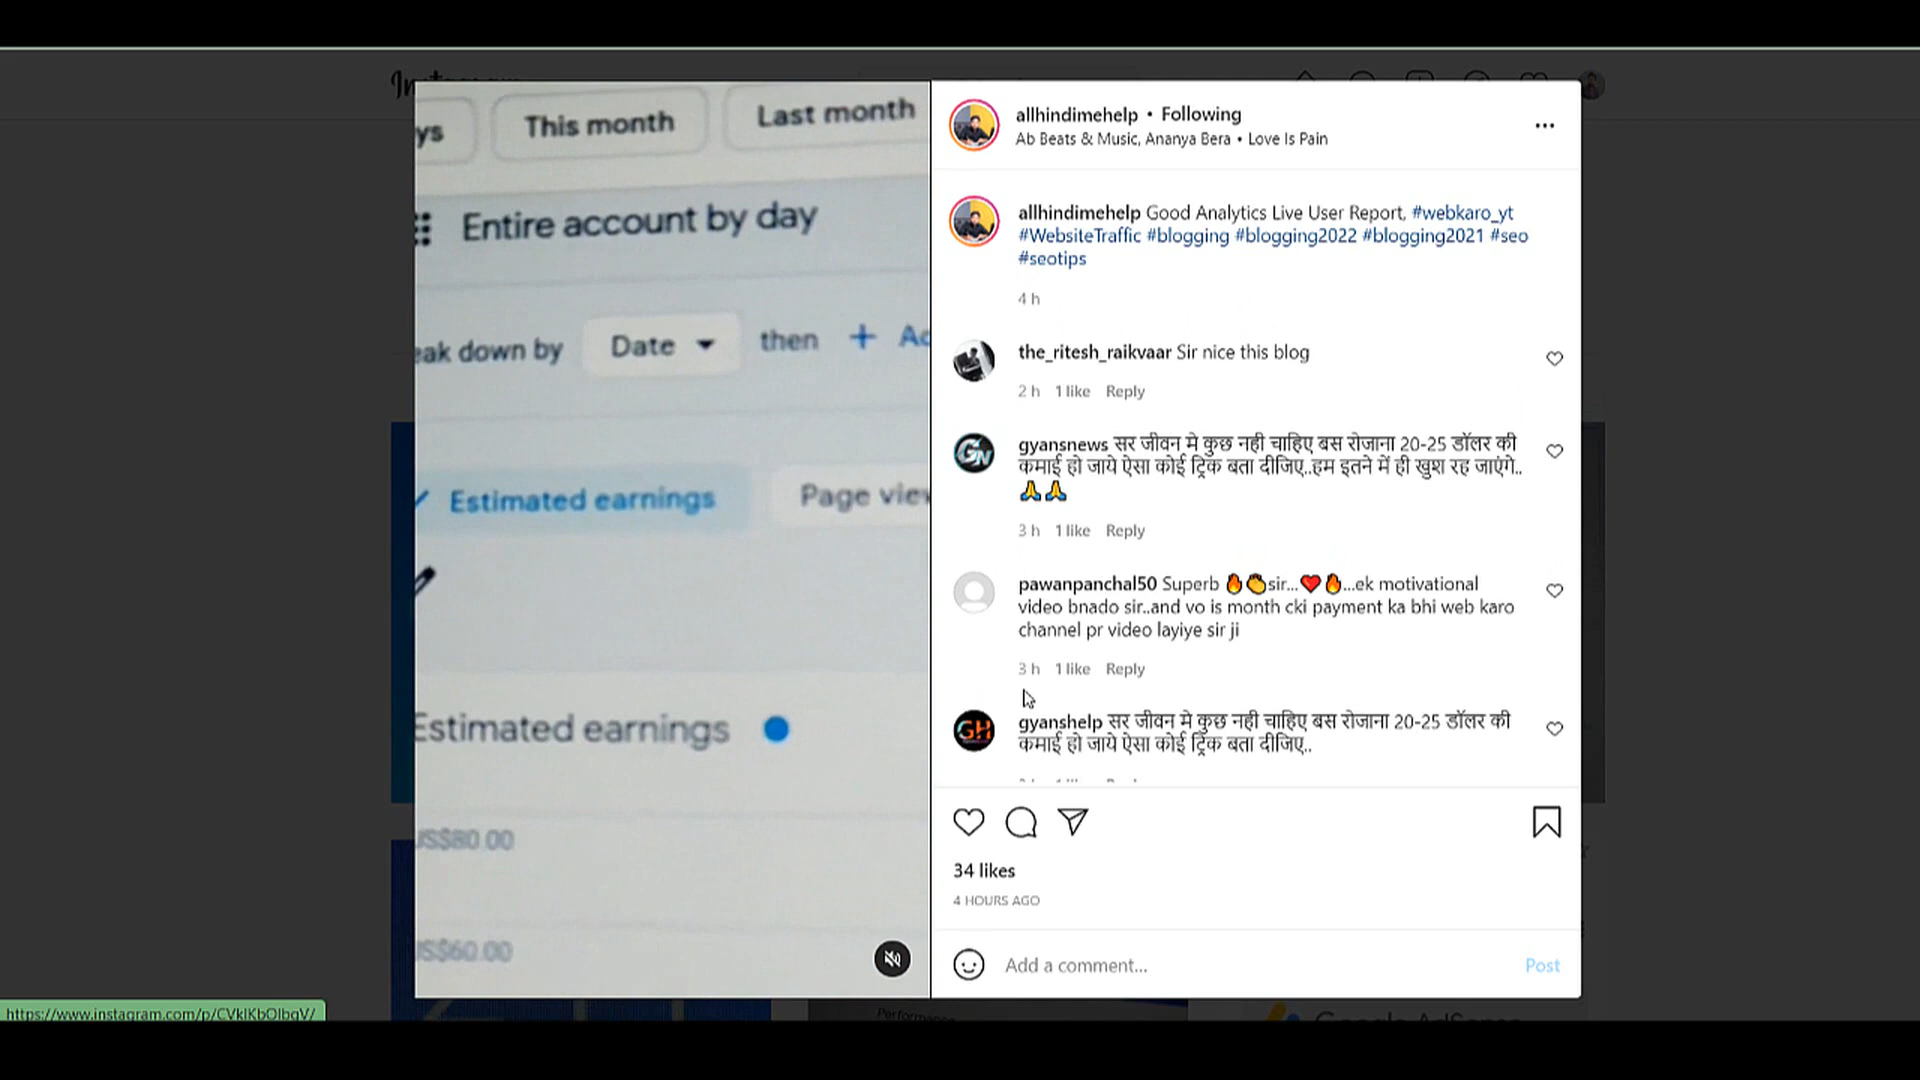 This month
Last month
Entire account by day
Date
then
Estimated earnings
Page
Estimated earnings
US$80.00
US$60.00
allhindimehelp • Following
Ab Beats & Music, Ananya Bera • Love Is Pain
allhindimehelp Good Analytics Live User Report, #webkaro_yt
#WebsiteTraffic #blogging #blogging2022 #blogging2021 #seo
#seotips
4 h
the_ritesh_raikvaar Sir nice this blog
2 h 1 like Reply
gyansnews सर जीवन मे कुछ नही चाहिए बस रोजाना 20-25 डॉलर की
कमाई हो जाये ऐसा कोई ट्रिक बता दीजिए..हम इतने में ही खुश रह जाएंगे..
🙏🙏
3 h 1 like Reply
pawanpanchal50 Superb 🔥👏sir...❤️🔥...ek motivational
video bnado sir..and vo is month cki payment ka bhi web karo
channel pr video layiye sir ji
3 h 1 like Reply
gyanshelp सर जीवन मे कुछ नही चाहिए बस रोजाना 20-25 डॉलर की
कमाई हो जाये ऐसा कोई ट्रिक बता दीजिए..
34 likes
4 HOURS AGO
Add a comment...
Post
https://www.instagram.com/p/CVklKbOlbqV/
Performance
Google AdSense